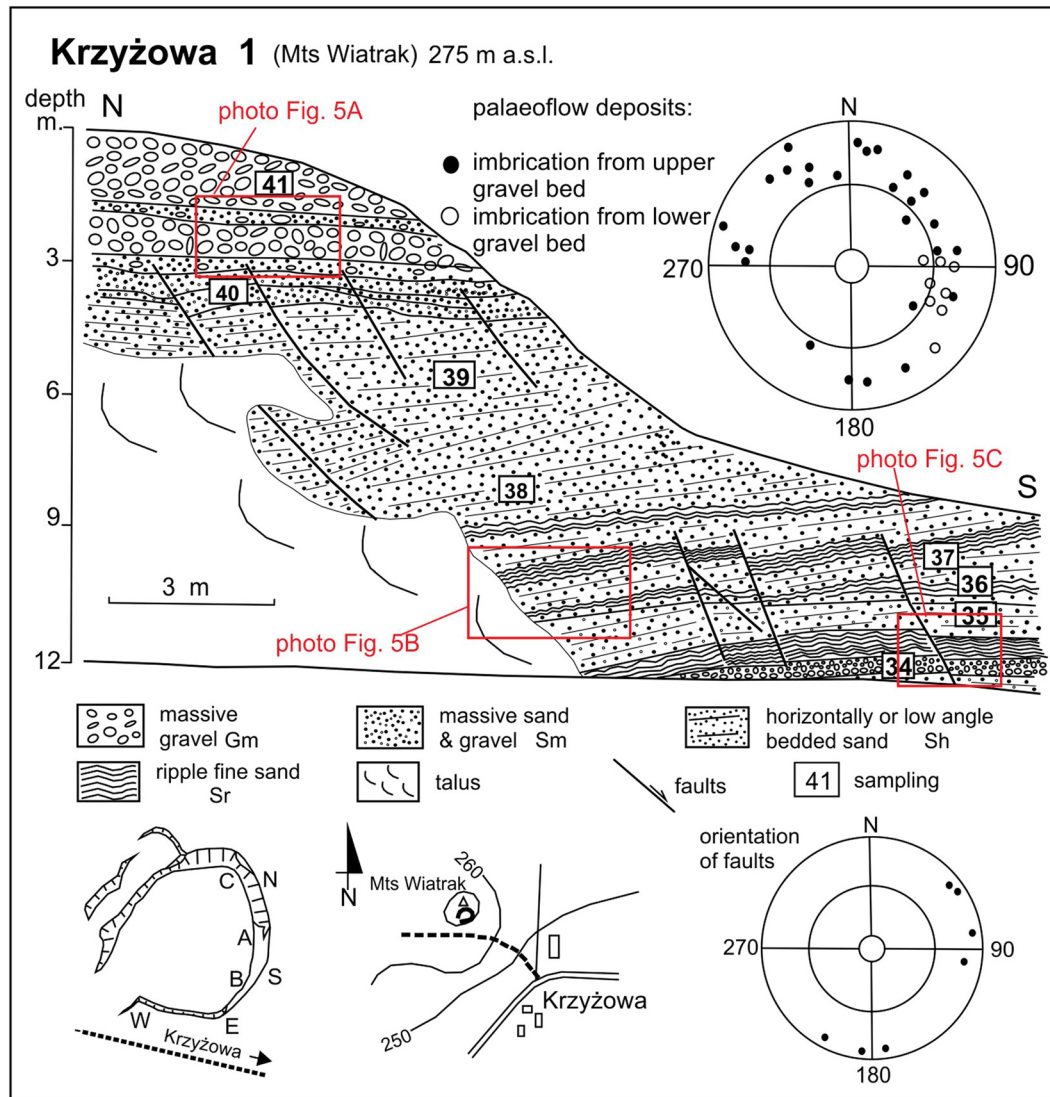 Krzyżowa 1 (Mts Wiatrak) 275 m a.s.l.
depth
m.
N
photo Fig. 5A
palaeoflow deposits:
imbrication from upper
gravel bed
imbrication from lower
gravel bed
N
270
90
180
3
6
9
12
41
40
39
38
37
36
35
34
photo Fig. 5C
S
3 m
photo Fig. 5B
massive
gravel Gm
massive sand
& gravel Sm
horizontally or low angle
bedded sand Sh
ripple fine sand
Sr
talus
faults
41 sampling
C
N
A
B
S
W
E
Krzyżowa
N
Mts Wiatrak
260
250
Krzyżowa
orientation
of faults
N
270
90
180